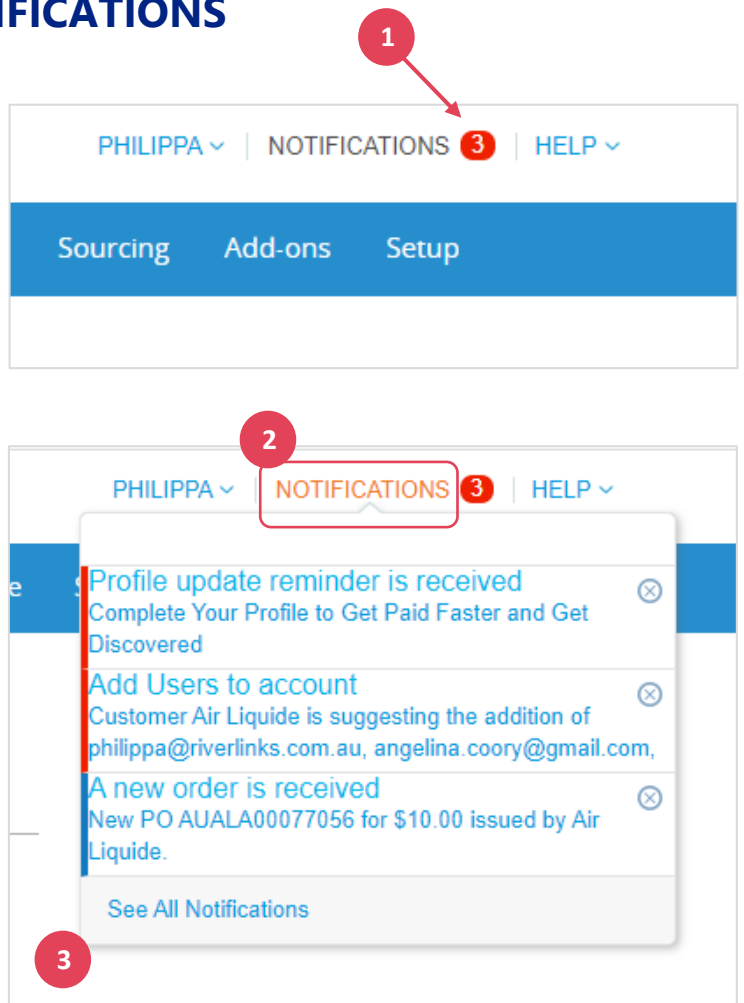 IFICATIONS
1
PHILIPPA NOTIFICATIONS 3 HELP
Sourcing Add-ons Setup
2
PHILIPPA NOTIFICATIONS 3 HELP
e S
Profile update reminder is received
Complete Your Profile to Get Paid Faster and Get
Discovered
Add Users to account
Customer Air Liquide is suggesting the addition of
philippa@riverlinks.com.au, angelina.coory@gmail.com,
A new order is received
New PO AUALA00077056 for $10.00 issued by Air
Liquide.
See All Notifications
3